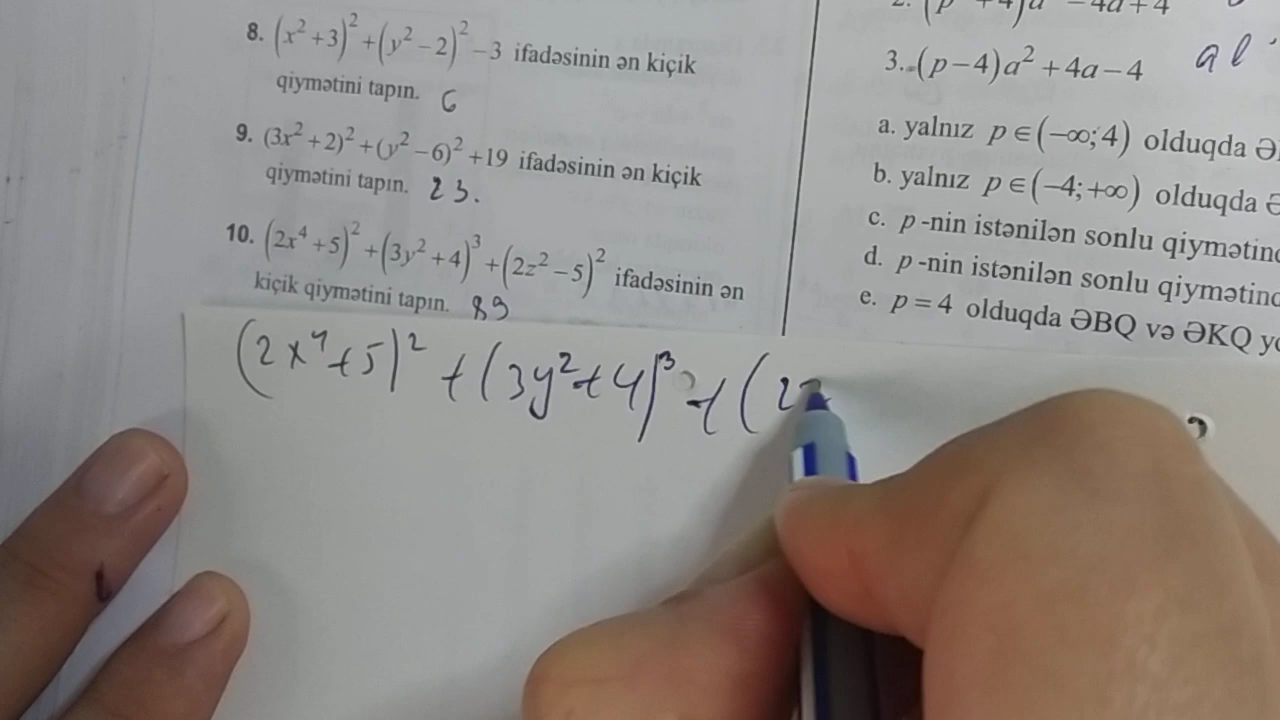 8. (x² + 3)² + (y² − 2)² − 3 ifadəsinin ən kiçik
qiymətini tapın. 6
9. (3x² + 2)² + (y² − 6)² + 19 ifadəsinin ən kiçik
qiymətini tapın. 23.
10. (2x⁴ + 5)² + (3y² + 4)³ + (2z² − 5)² ifadəsinin ən
kiçik qiymətini tapın. 89
(2x⁴ + 5)² + (3y² + 4)³ + (2
3. (p − 4)a² + 4a − 4
a. yalnız p ∈ (−∞; 4) olduqda
b. yalnız p ∈ (−4; +∞) olduqda
c. p -nin istənilən sonlu
d. p -nin istənilən sonlu
e. p = 4 olduqda ƏBQ və ƏKQ